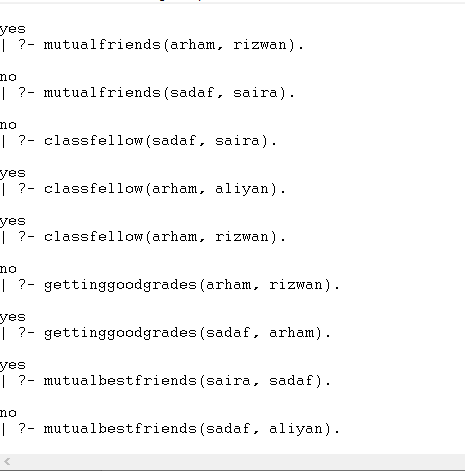 yes
| ?- mutualfriends(arham, rizwan).
no
| ?- mutualfriends(sadaf, saira).
no
| ?- classfellow(sadaf, saira).
yes
| ?- classfellow(arham, aliyan).
yes
| ?- classfellow(arham, rizwan).
no
| ?- gettinggoodgrades(arham, rizwan).
yes
| ?- gettinggoodgrades(sadaf, arham).
yes
| ?- mutualbestfriends(saira, sadaf).
no
| ?- mutualbestfriends(sadaf, aliyan).